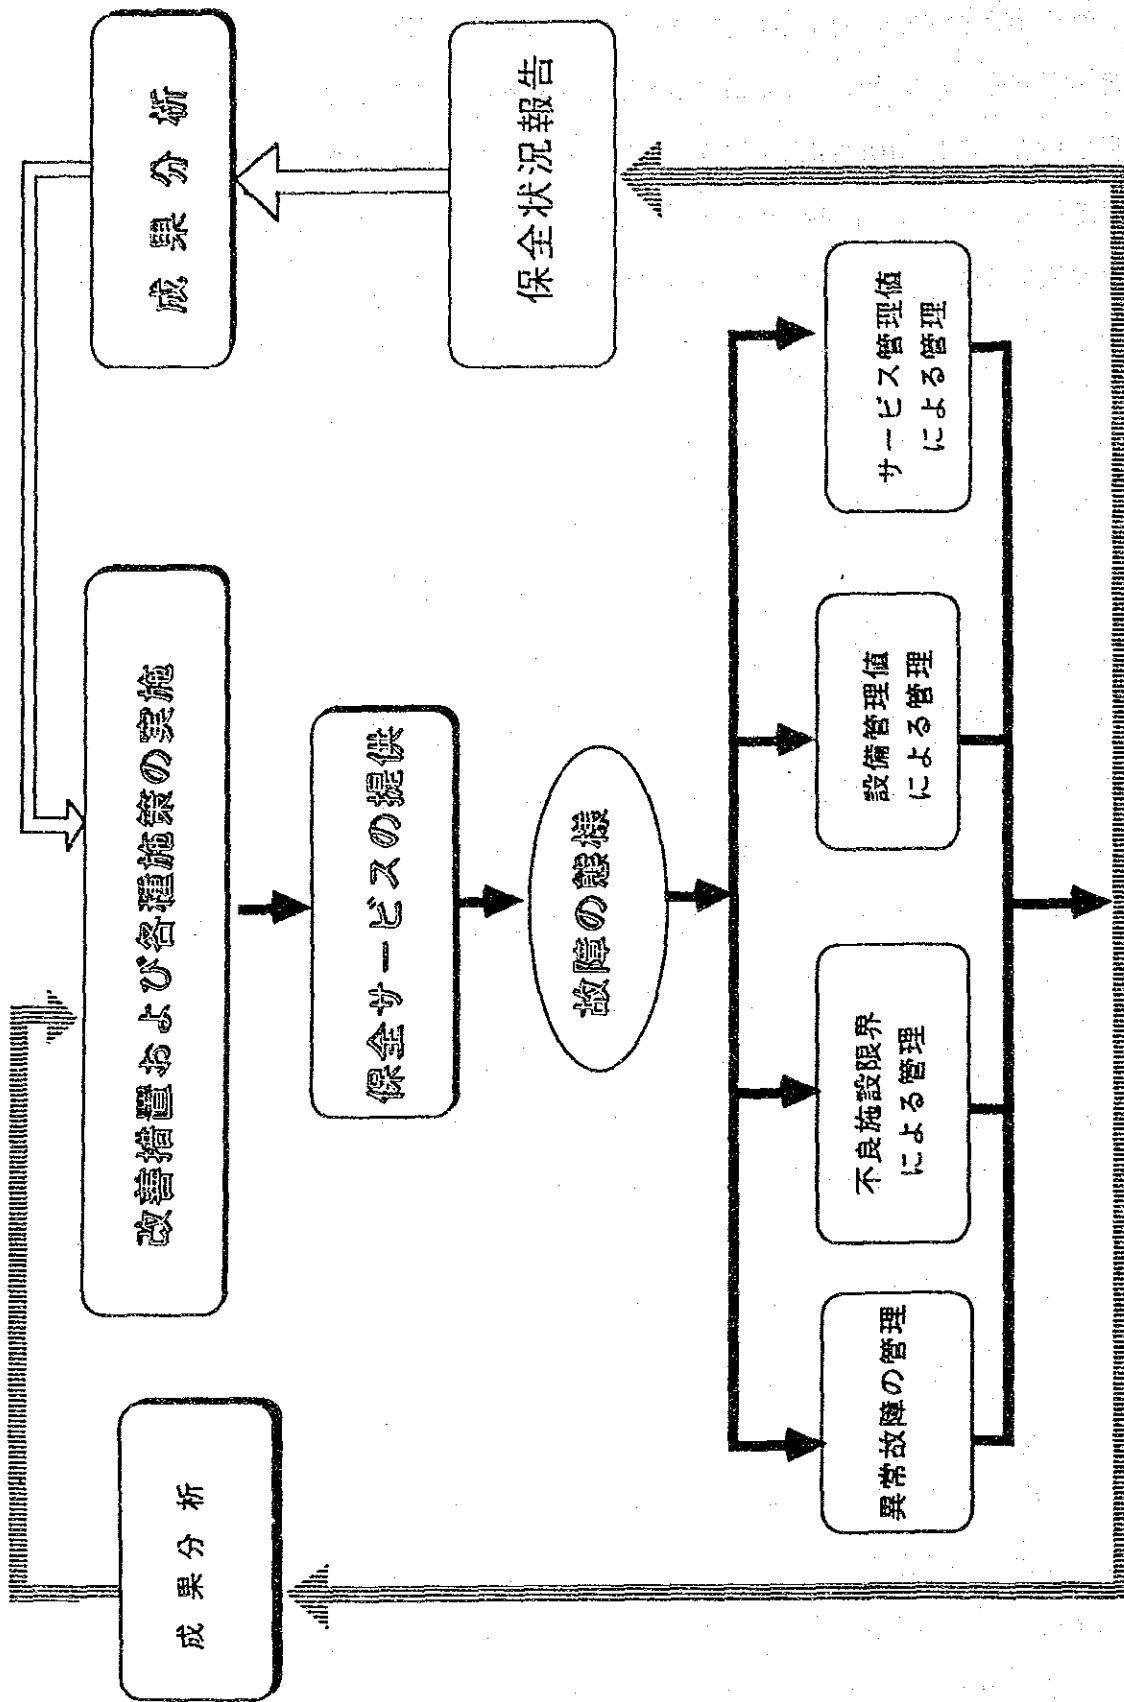 成果分析
改善措置および各種施策の実施
成果分析
保全サービスの提供
保全状況報告
故障の態様
異常故障の管理
不良施設限界
による管理
設備管理値
による管理
サービス管理値
による管理